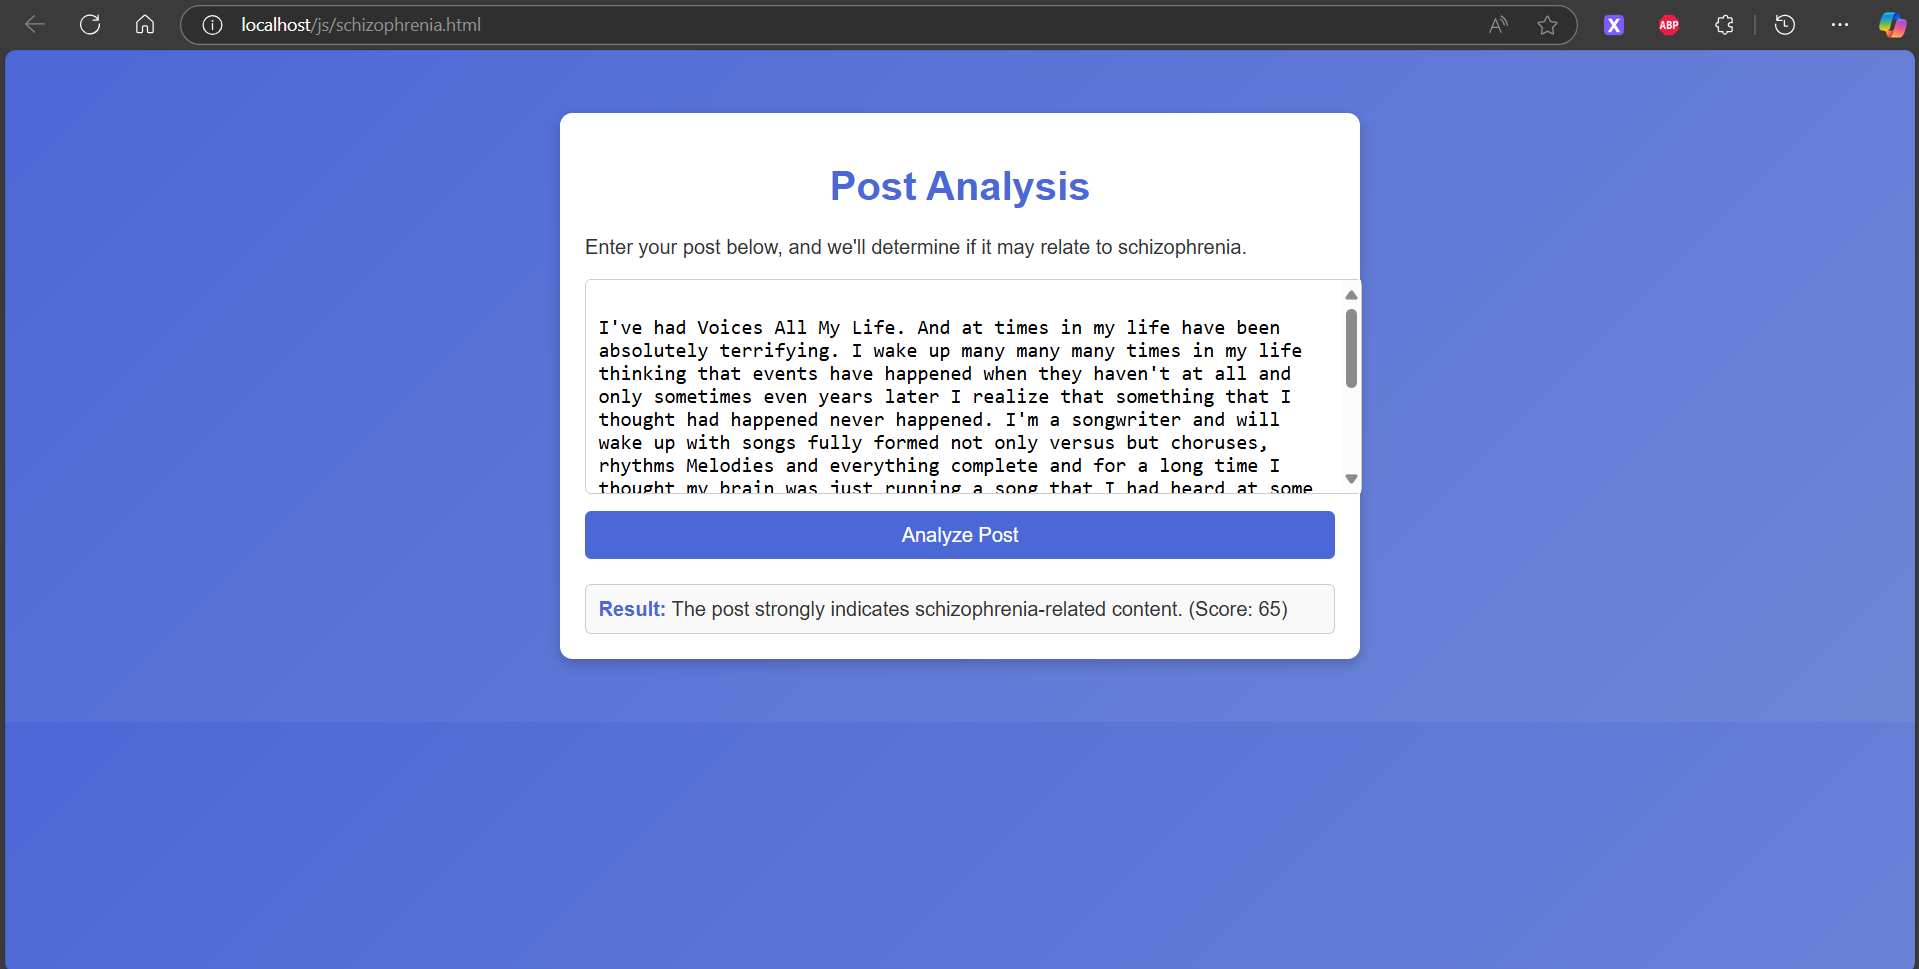 localhost/js/schizophrenia.html
A))
X
ABP
Post Analysis
Enter your post below, and we'll determine if it may relate to schizophrenia.
I've had Voices All My Life. And at times in my life have been
absolutely terrifying. I wake up many many many times in my life
thinking that events have happened when they haven't at all and
only sometimes even years later I realize that something that I
thought had happened never happened. I'm a songwriter and will
wake up with songs fully formed not only versus but choruses,
rhythms Melodies and everything complete and for a long time I
thought my brain was just running a song that I had heard at some
Analyze Post
Result: The post strongly indicates schizophrenia-related content. (Score: 65)